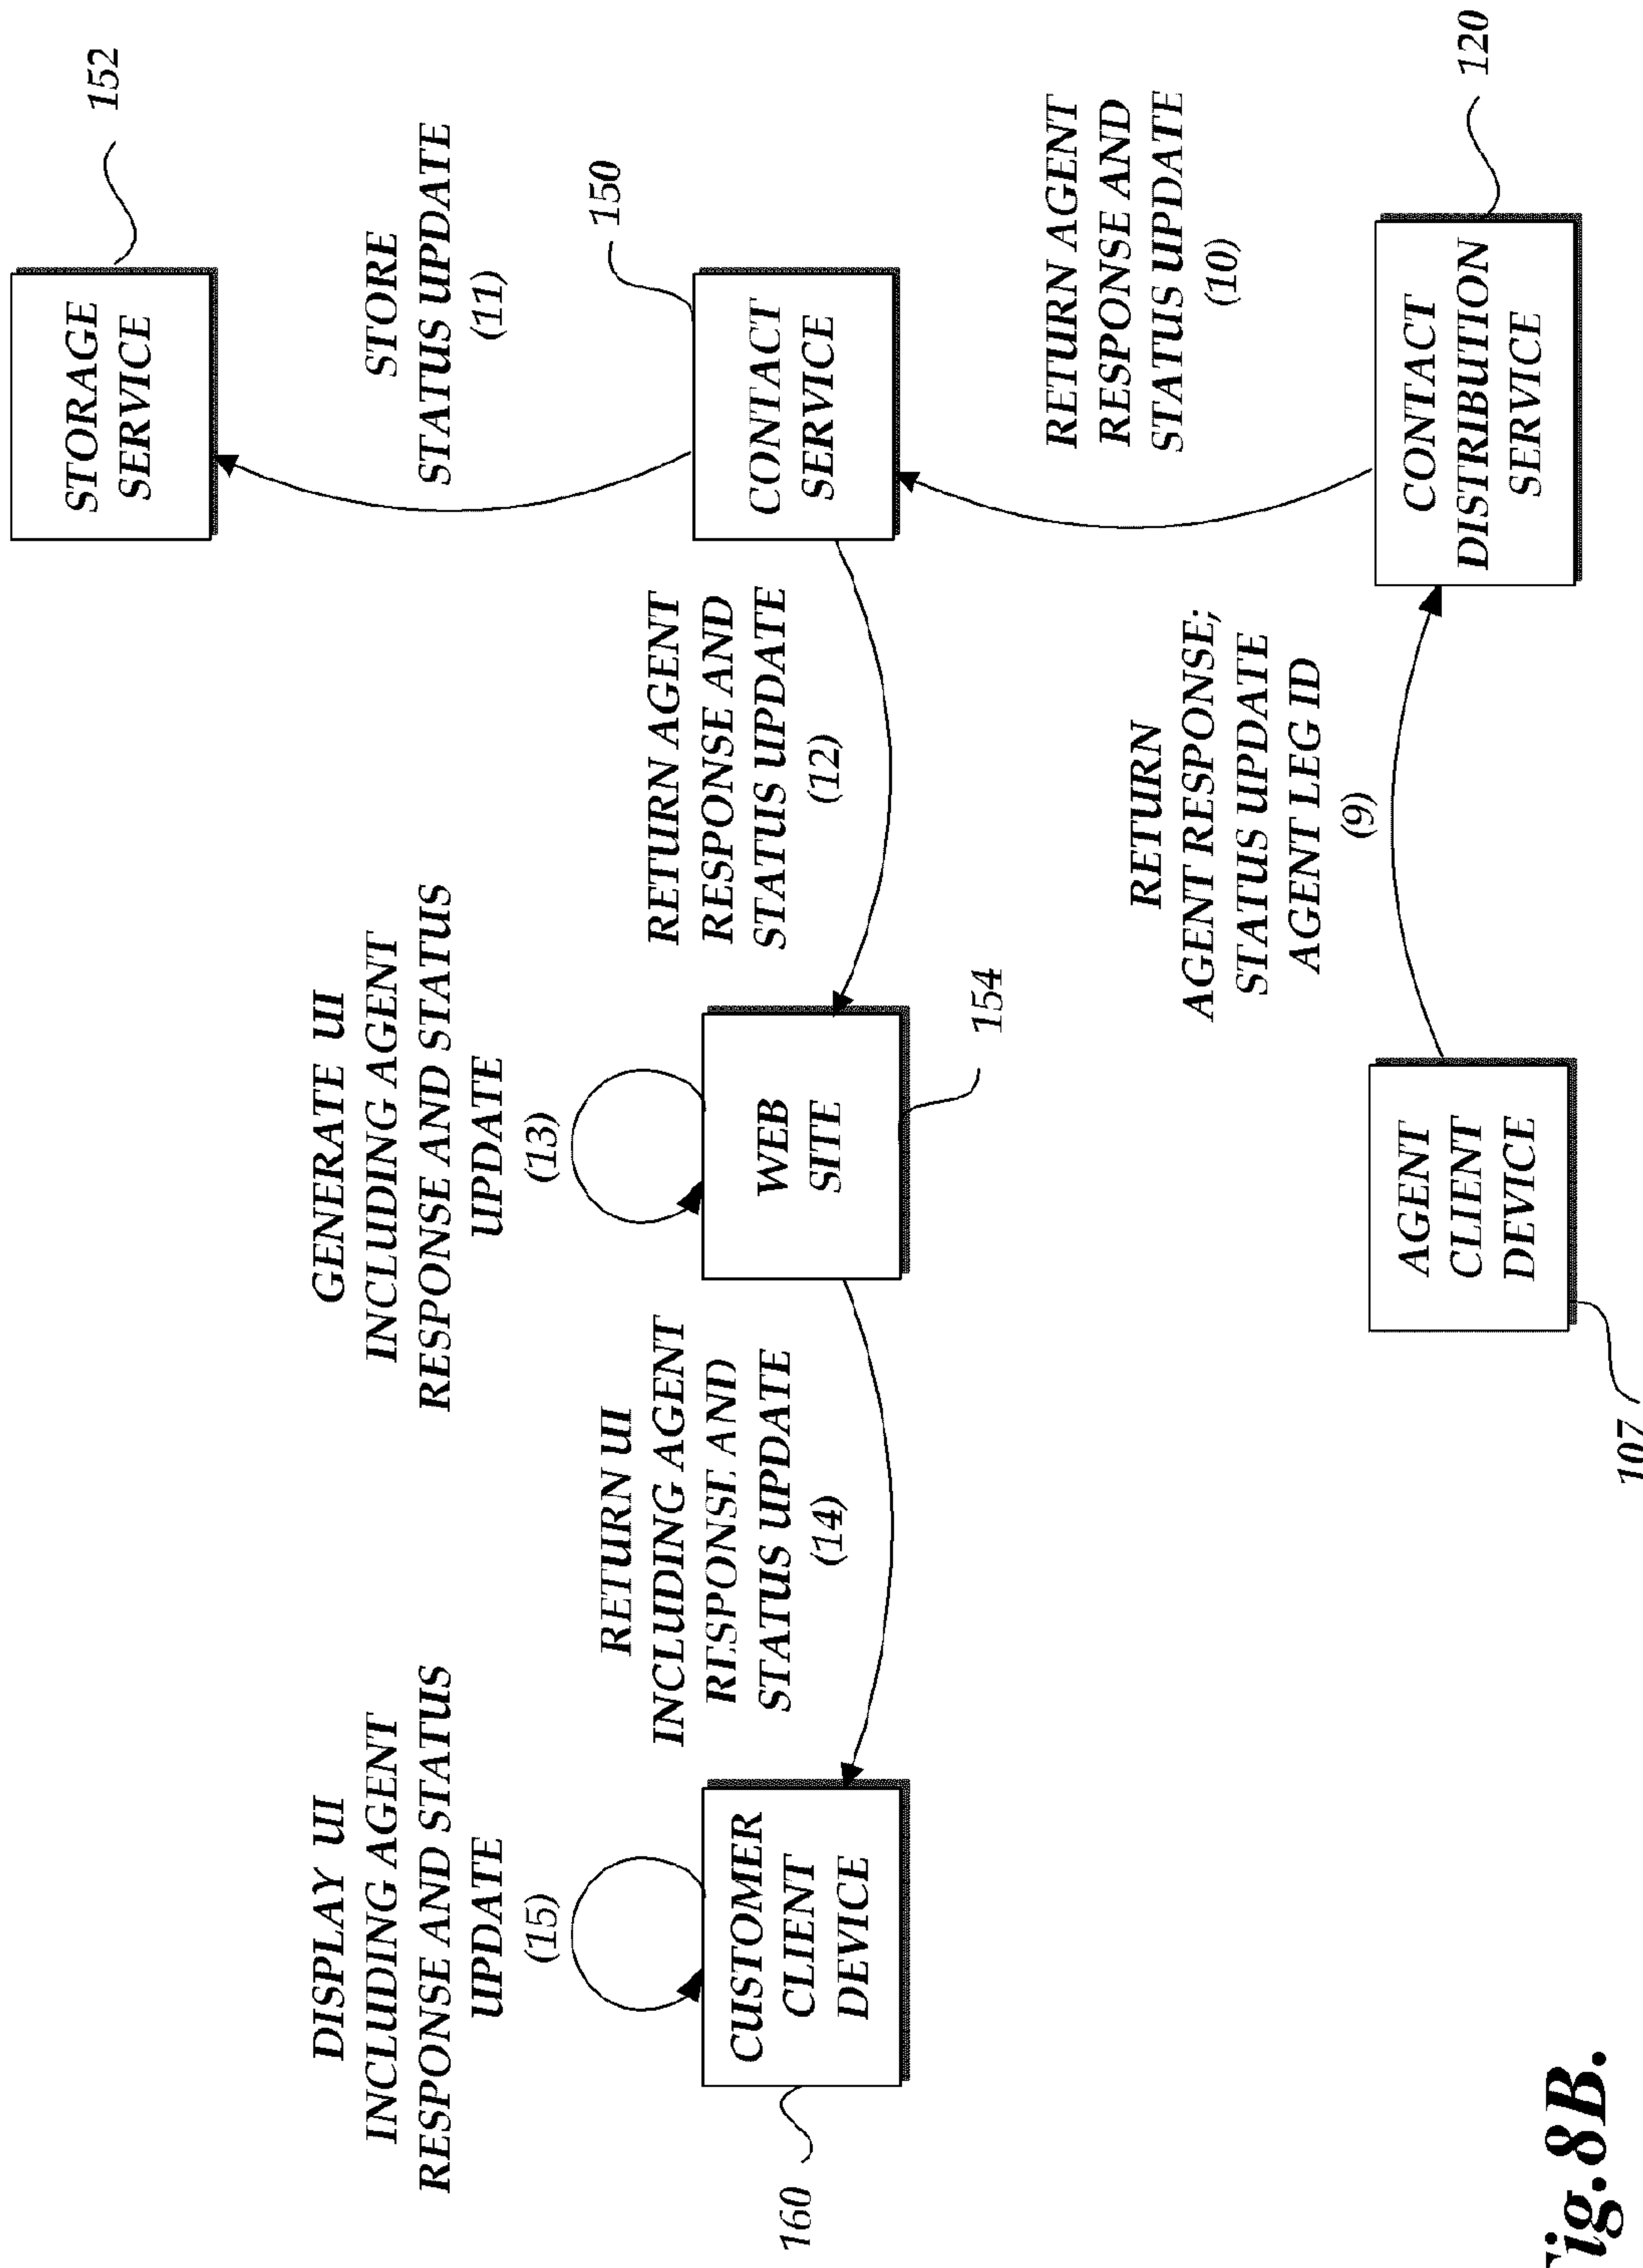 DISPLAY UI
INCLUDING AGENT
RESPONSE AND STATUS
UPDATE
(15)
GENERATE UI
INCLUDING AGENT
RESPONSE AND STATUS
UPDATE
(13)
STORAGE
SERVICE
152
STORE
STATUS UPDATE
(11)
RETURN UI
INCLUDING AGENT
RESPONSE AND
STATUS UPDATE
(14)
RETURN AGENT
RESPONSE AND
STATUS UPDATE
(12)
150
160
CUSTOMER
CLIENT
DEVICE
WEB
SITE
154
CONTACT
SERVICE
RETURN
AGENT RESPONSE;
STATUS UPDATE
AGENT LEG ID
(9)
RETURN AGENT
RESPONSE AND
STATUS UPDATE
(10)
AGENT
CLIENT
DEVICE
107
CONTACT
DISTRIBUTION
SERVICE
120
Fig.8B.